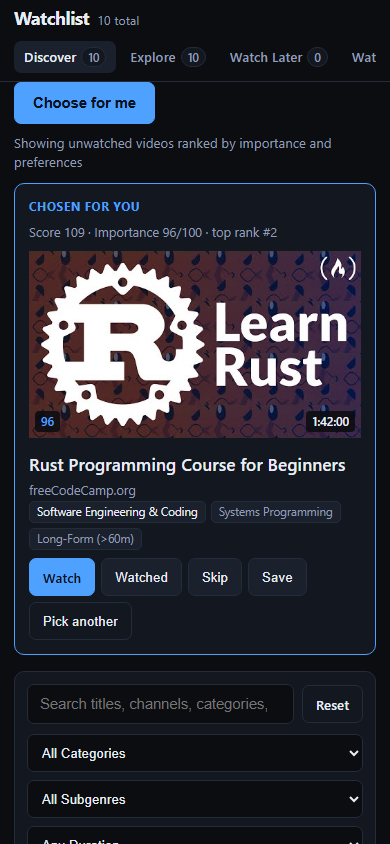 Watchlist 10 total
Discover 10 Explore 10 Watch Later 0 Wat
Choose for me
Showing unwatched videos ranked by importance and
preferences
CHOSEN FOR YOU
Score 109 · Importance 96/100 · top rank #2
R
Learn
Rust
96 1:42:00
Rust Programming Course for Beginners
freeCodeCamp.org
Software Engineering & Coding Systems Programming
Long-Form (>60m)
Watch Watched Skip Save
Pick another
Search titles, channels, categories, Reset
All Categories
All Subgenres
Any Duration